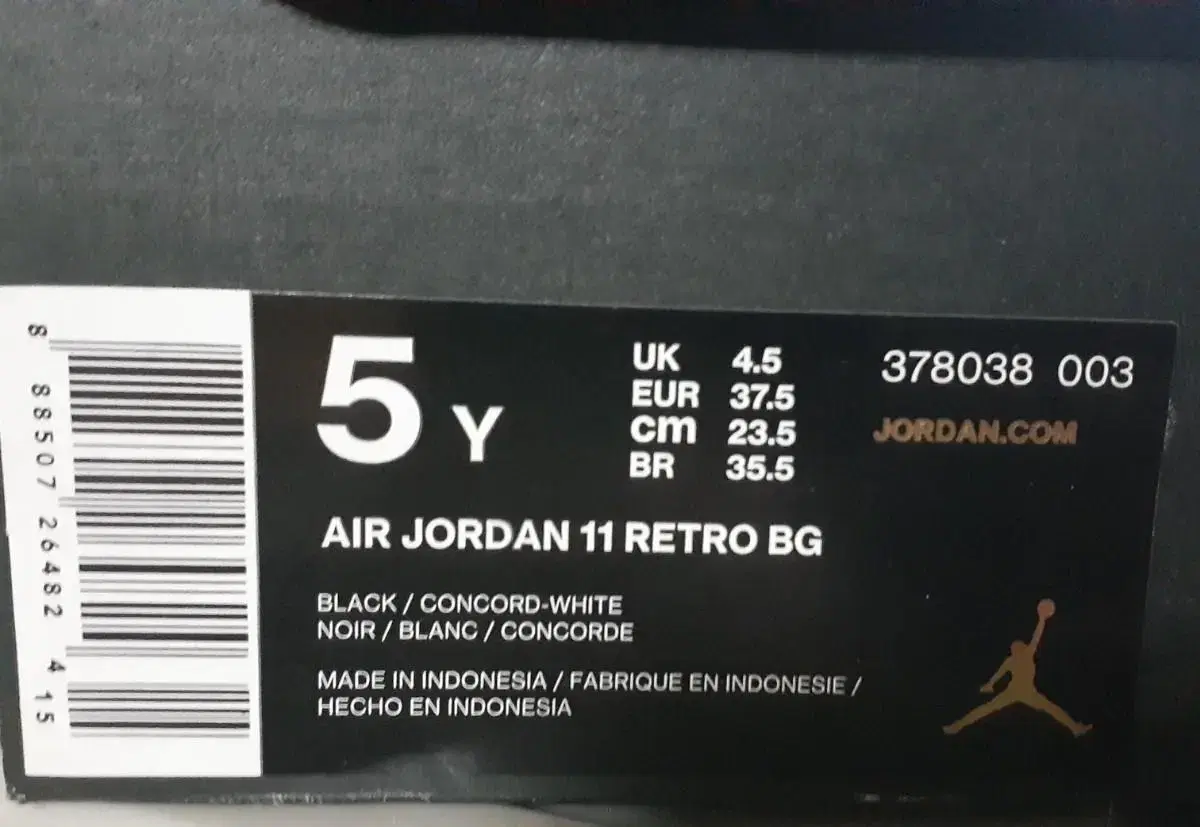 8 88507 26482 4 15
5 Y
UK 4.5
EUR 37.5
cm 23.5
BR 35.5
378038 003
JORDAN.COM
AIR JORDAN 11 RETRO BG
BLACK / CONCORD-WHITE
NOIR / BLANC / CONCORDE
MADE IN INDONESIA / FABRIQUE EN INDONESIE /
HECHO EN INDONESIA